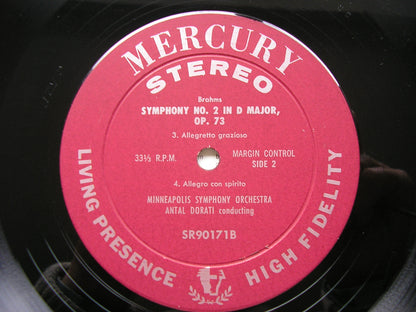 MERCURY
STEREO
Brahms
SYMPHONY NO. 2 IN D MAJOR,
OP. 73
3. Allegretto grazioso
33⅓ R.P.M.
MARGIN CONTROL
SIDE 2
4. Allegro con spirito
MINNEAPOLIS SYMPHONY ORCHESTRA
ANTAL DORATI conducting
SR90171B
LIVING PRESENCE
HIGH FIDELITY